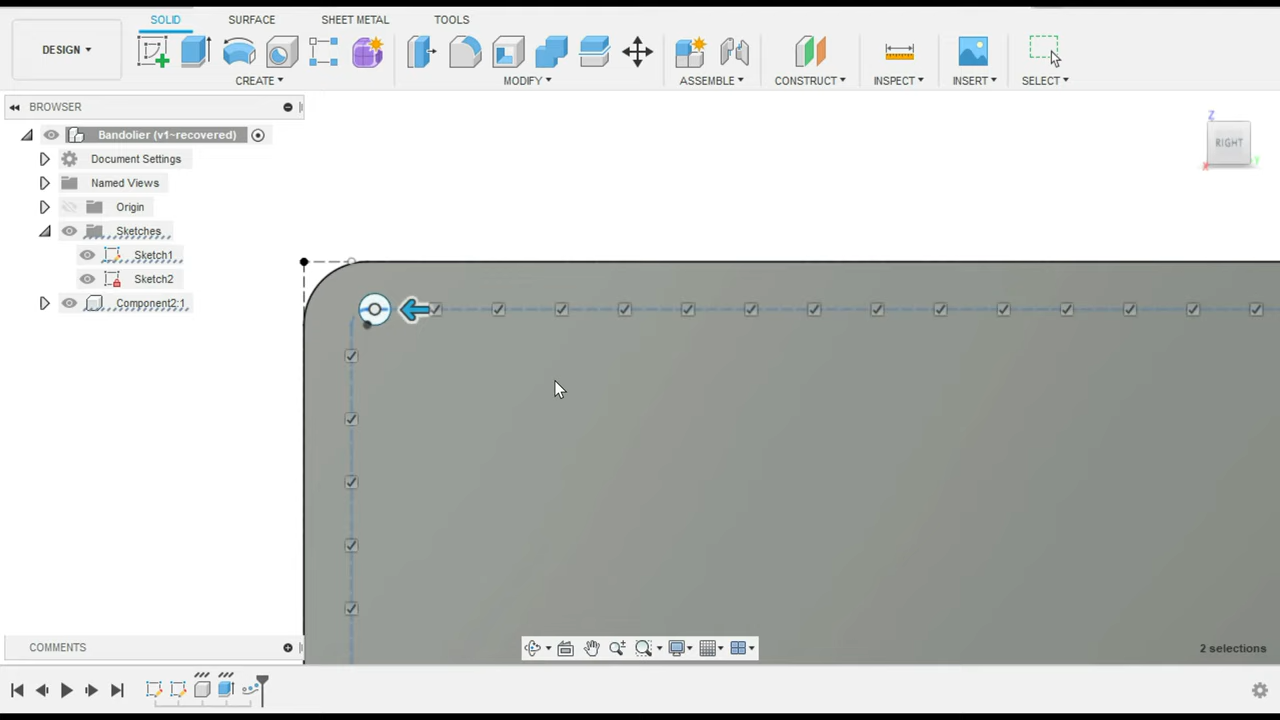 SOLID SURFACE SHEET METAL TOOLS
DESIGN
CREATE MODIFY ASSEMBLE CONSTRUCT INSPECT INSERT SELECT
BROWSER
Bandolier (v1~recovered)
Document Settings
Named Views
Origin
Sketches
Sketch1
Sketch2
Component2:1
Z
RIGHT
X
Y
COMMENTS
2 selections